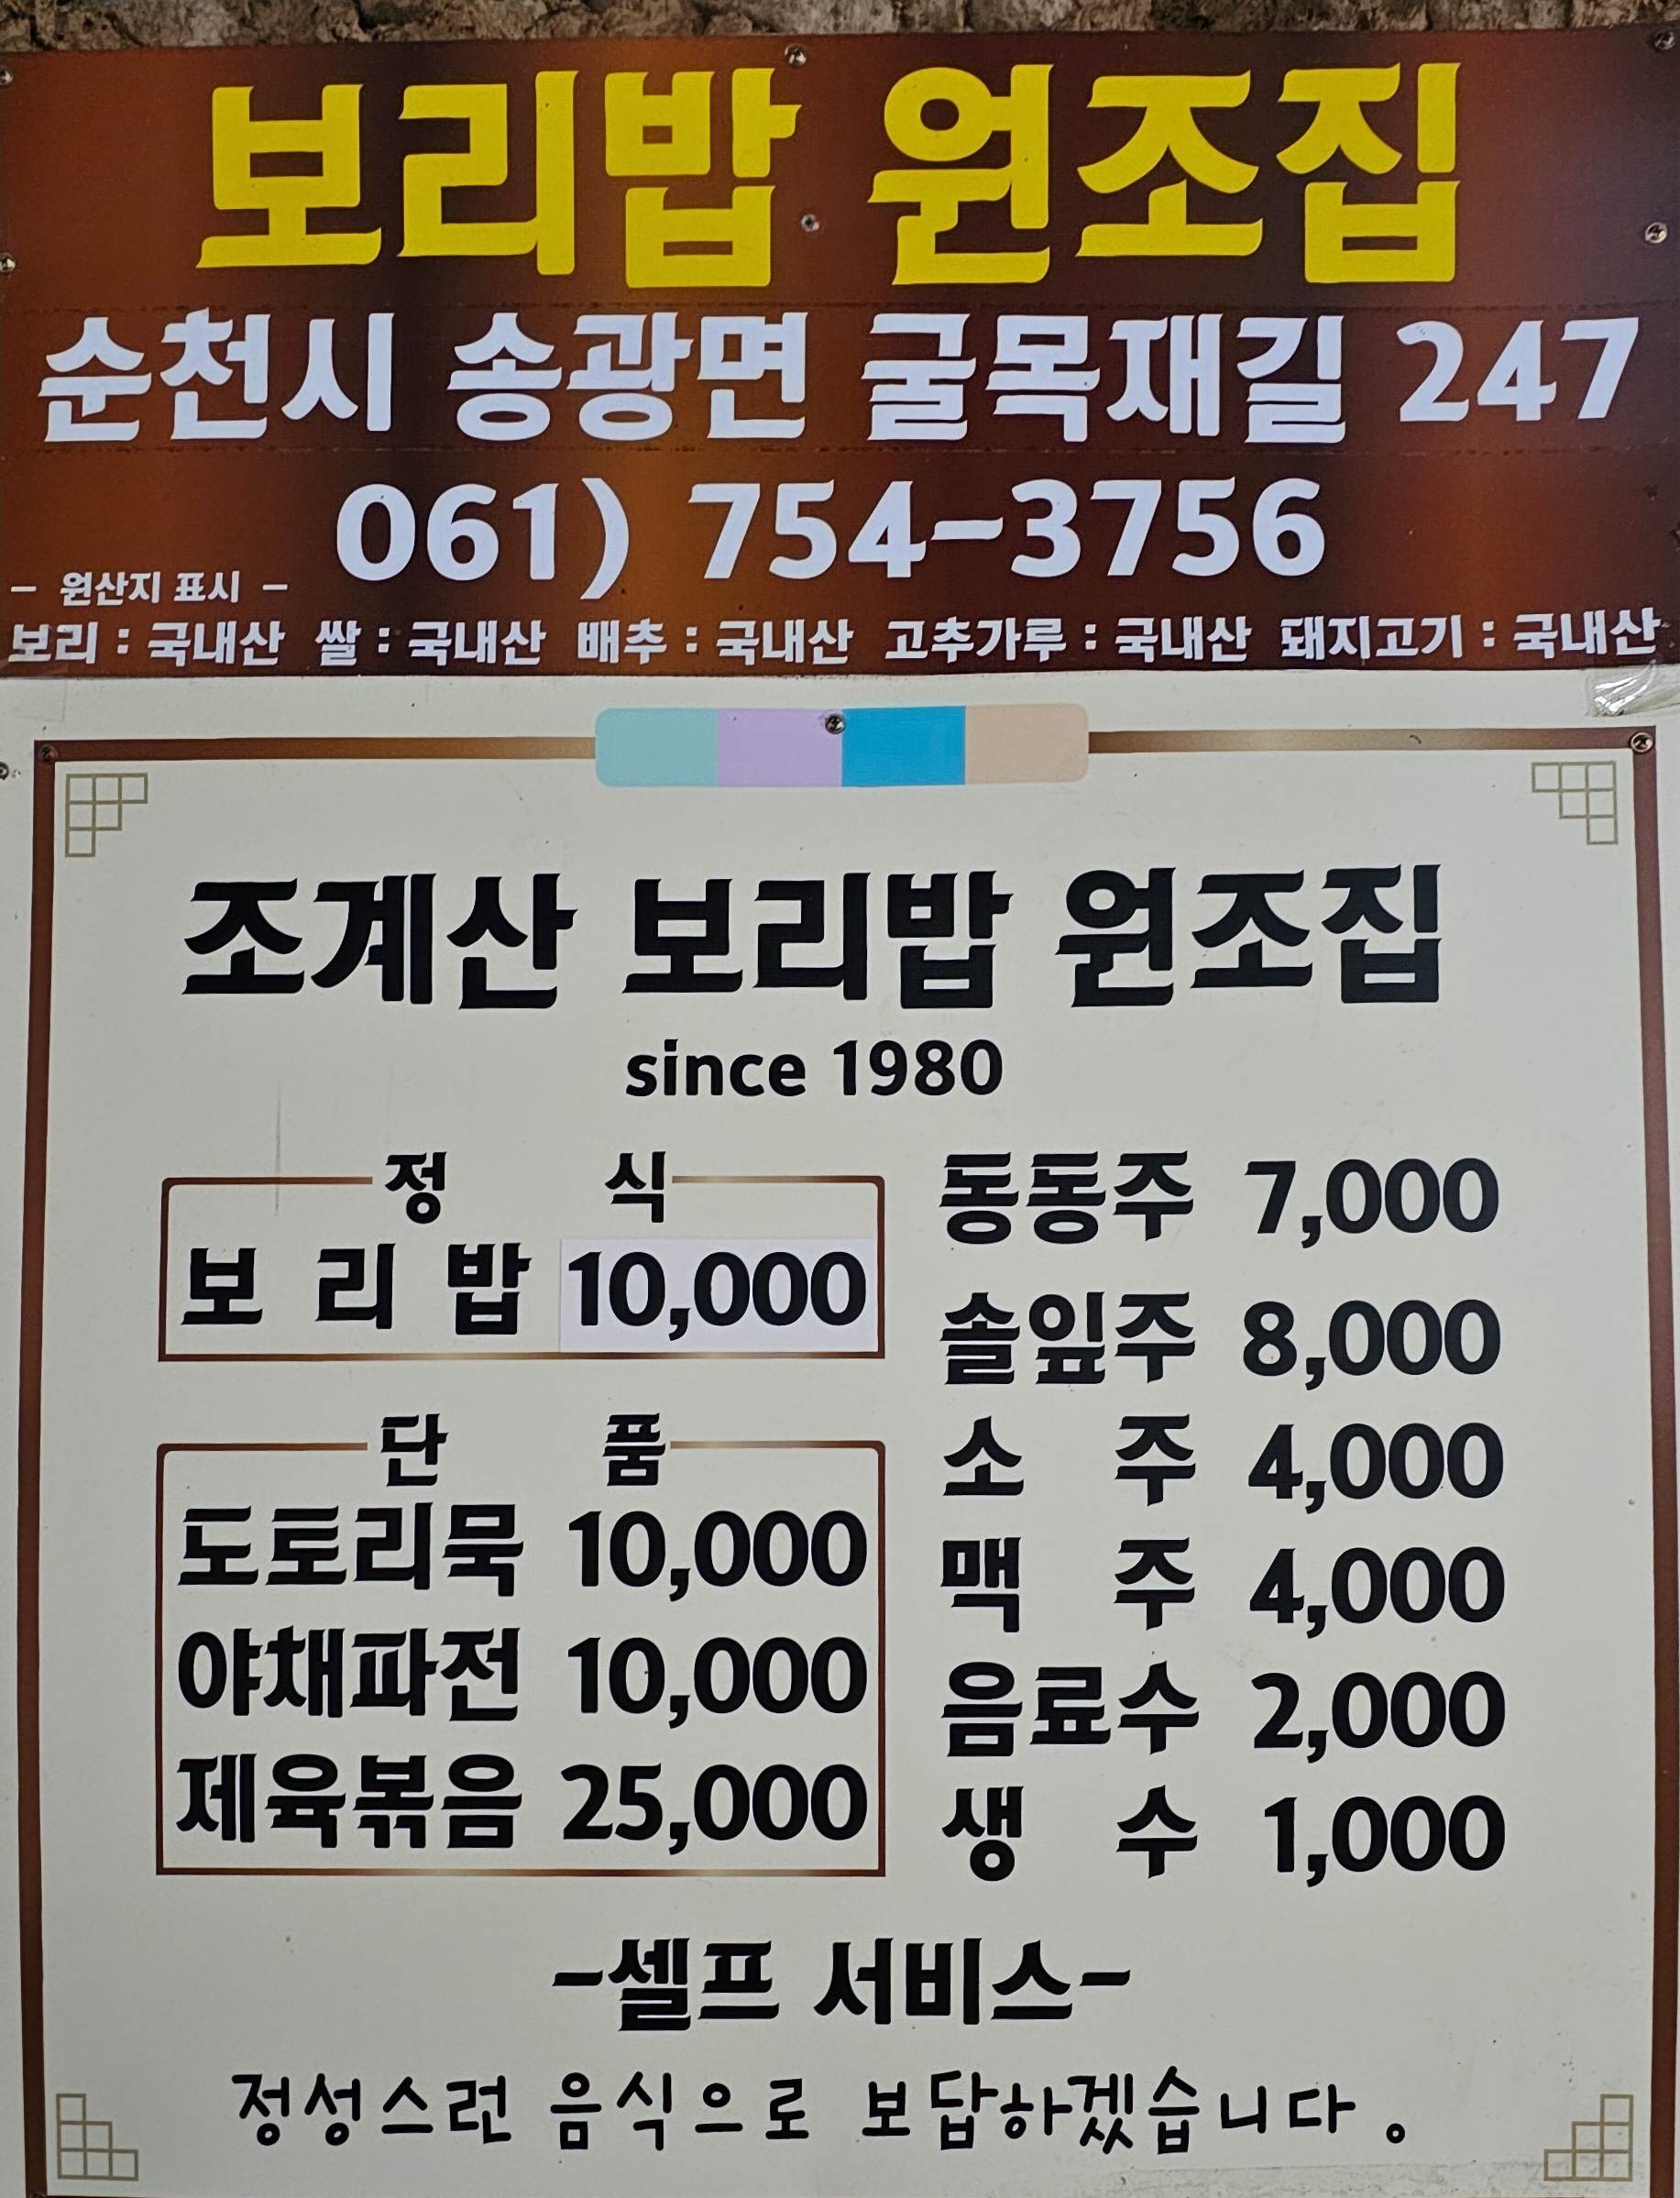 보리밥 원조집
순천시 송광면 굴목재길 247
061) 754-3756
- 원산지 표시 -
보리 : 국내산 쌀 : 국내산 배추 : 국내산 고추가루 : 국내산 돼지고기 : 국내산
조계산 보리밥 원조집
since 1980
정 식
보 리 밥 10,000
단 품
도토리묵 10,000
야채파전 10,000
제육볶음 25,000
동동주 7,000
솔잎주 8,000
소 주 4,000
맥 주 4,000
음료수 2,000
생 수 1,000
-셀프 서비스-
정성스런 음식으로 보답하겠습니다.